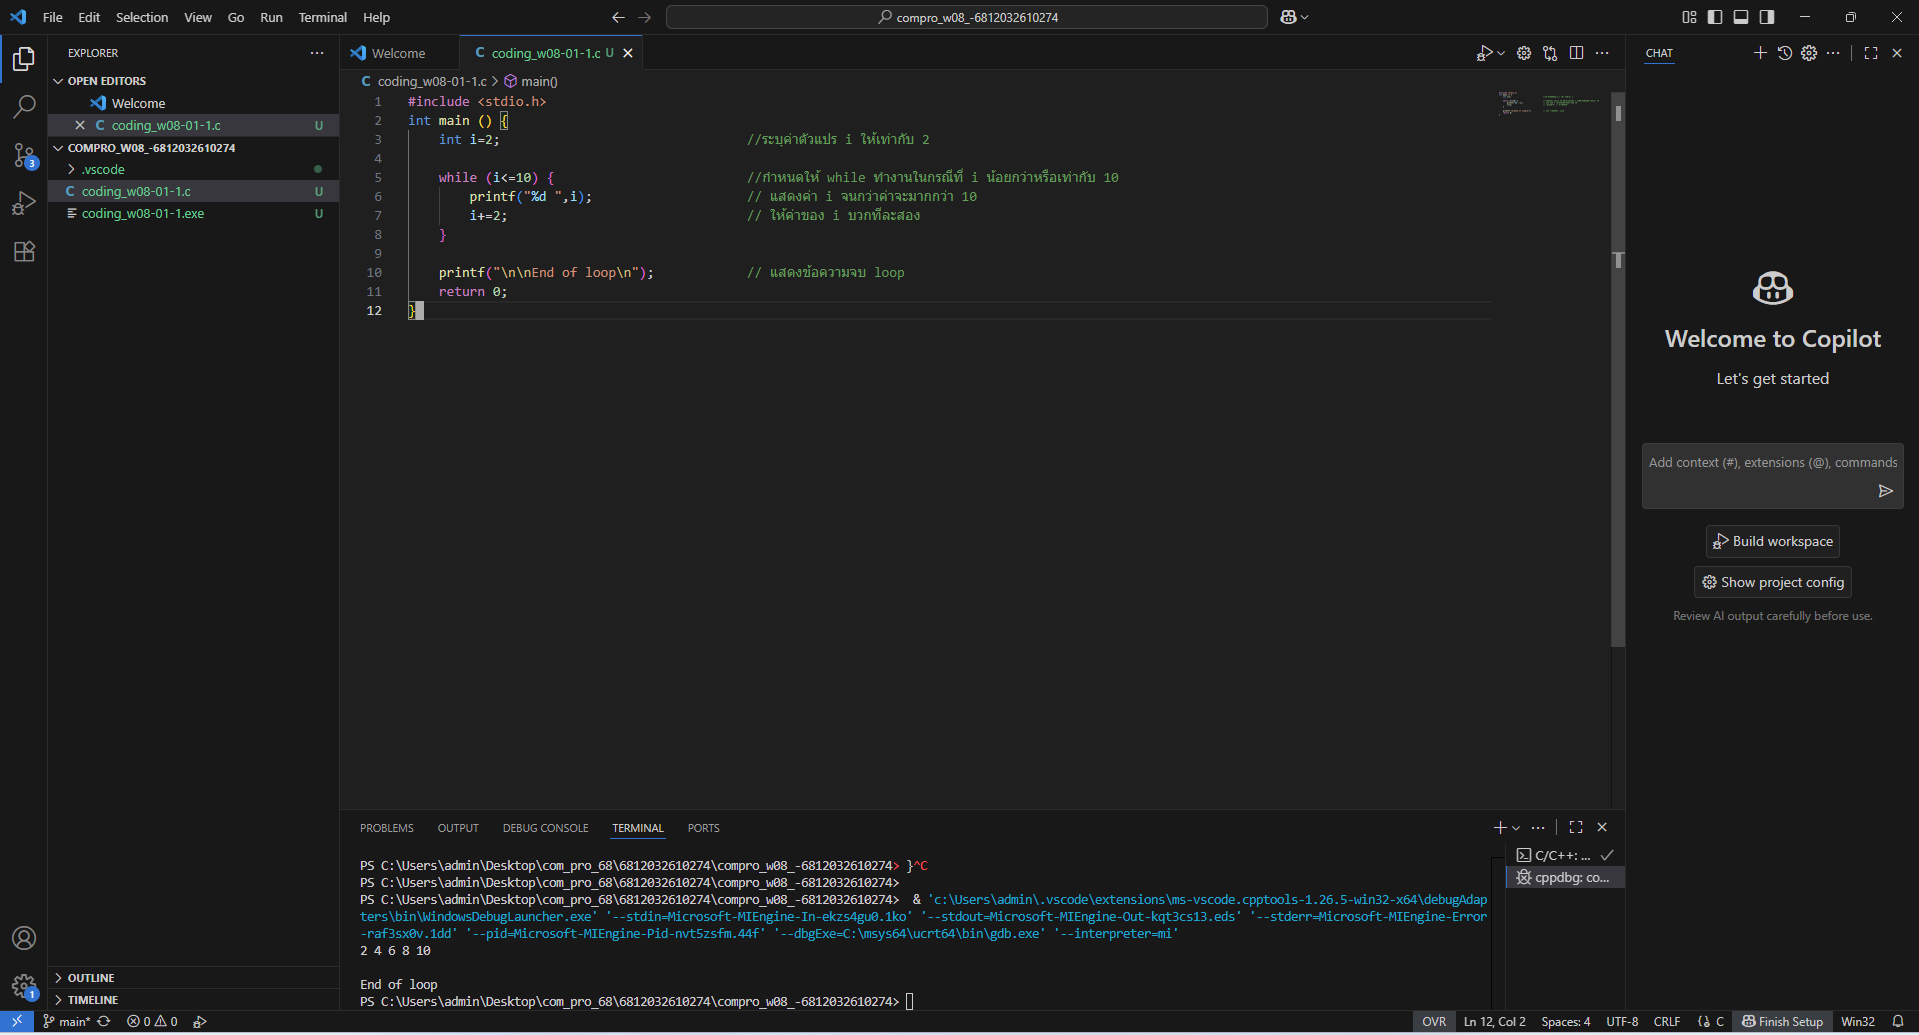 File Edit Selection View Go Run Terminal Help
compro_w08_-6812032610274
EXPLORER
OPEN EDITORS
Welcome
coding_w08-01-1.c U
COMPRO_W08_-6812032610274
.vscode
coding_w08-01-1.c U
coding_w08-01-1.exe U
OUTLINE
TIMELINE
3
1
Welcome
coding_w08-01-1.c U
coding_w08-01-1.c > main()
1 #include <stdio.h>
2 int main () {
3 int i=2; //ระบุค่าตัวแปร i ให้เท่ากับ 2
4
5 while (i<=10) { //กำหนดให้ while ทำงานในกรณีที่ i น้อยกว่าหรือเท่ากับ 10
6 printf("%d ",i); // แสดงค่า i จนกว่าค่าจะมากกว่า 10
7 i+=2; // ให้ค่าของ i บวกทีละสอง
8 }
9
10 printf("\n\nEnd of loop\n"); // แสดงข้อความจบ loop
11 return 0;
12 }
PROBLEMS OUTPUT DEBUG CONSOLE TERMINAL PORTS
PS C:\Users\admin\Desktop\com_pro_68\6812032610274\compro_w08_-6812032610274> }^C
PS C:\Users\admin\Desktop\com_pro_68\6812032610274\compro_w08_-6812032610274>
PS C:\Users\admin\Desktop\com_pro_68\6812032610274\compro_w08_-6812032610274> & 'c:\Users\admin\.vscode\extensions\ms-vscode.cpptools-1.26.5-win32-x64\debugAdap
ters\bin\WindowsDebugLauncher.exe' '--stdin=Microsoft-MIEngine-In-ekzs4gu0.1ko' '--stdout=Microsoft-MIEngine-Out-kqt3cs13.eds' '--stderr=Microsoft-MIEngine-Error
-raf3sx0v.1dd' '--pid=Microsoft-MIEngine-Pid-nvt5zsfm.44f' '--dbgExe=C:\msys64\ucrt64\bin\gdb.exe' '--interpreter=mi'
2 4 6 8 10
End of loop
PS C:\Users\admin\Desktop\com_pro_68\6812032610274\compro_w08_-6812032610274>
C/C++: ...
cppdbg: co...
CHAT
Welcome to Copilot
Let's get started
Add context (#), extensions (@), commands
Build workspace
Show project config
Review AI output carefully before use.
main* 0 0
OVR Ln 12, Col 2 Spaces: 4 UTF-8 CRLF {} C Finish Setup Win32